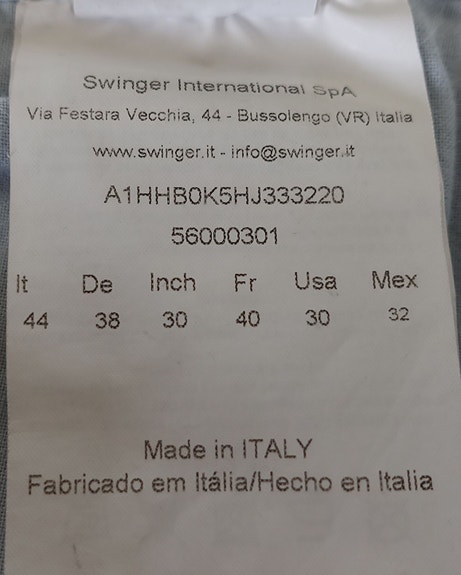 Swinger International SpA
Via Festara Vecchia, 44 - Bussolengo (VR) Italia
www.swinger.it - info@swinger.it
A1HHB0K5HJ333220
56000301
It De Inch Fr Usa Mex
44 38 30 40 30 32
Made in ITALY
Fabricado em Itália/Hecho en Italia